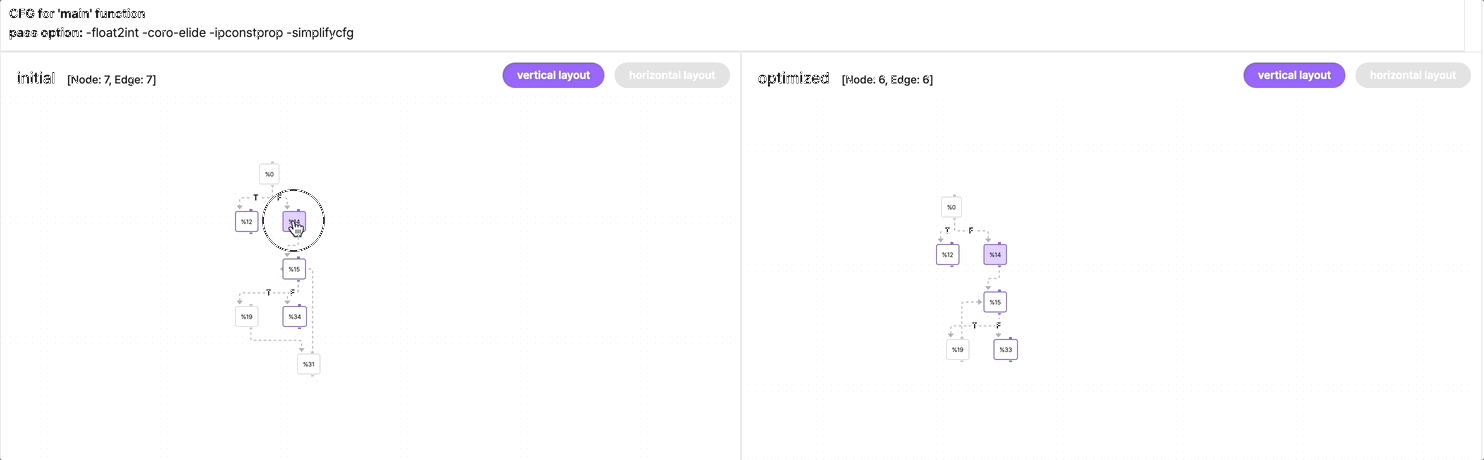 CFG for 'main' function
pass option: -float2int -coro-elide -ipconstprop -simplifycfg
initial [Node: 7, Edge: 7] vertical layout horizontal layout
%0
T F
%12
%15
T F
%19 %34
%31
optimized [Node: 6, Edge: 6] vertical layout horizontal layout
%0
T F
%12 %14
%15
T F
%19 %33